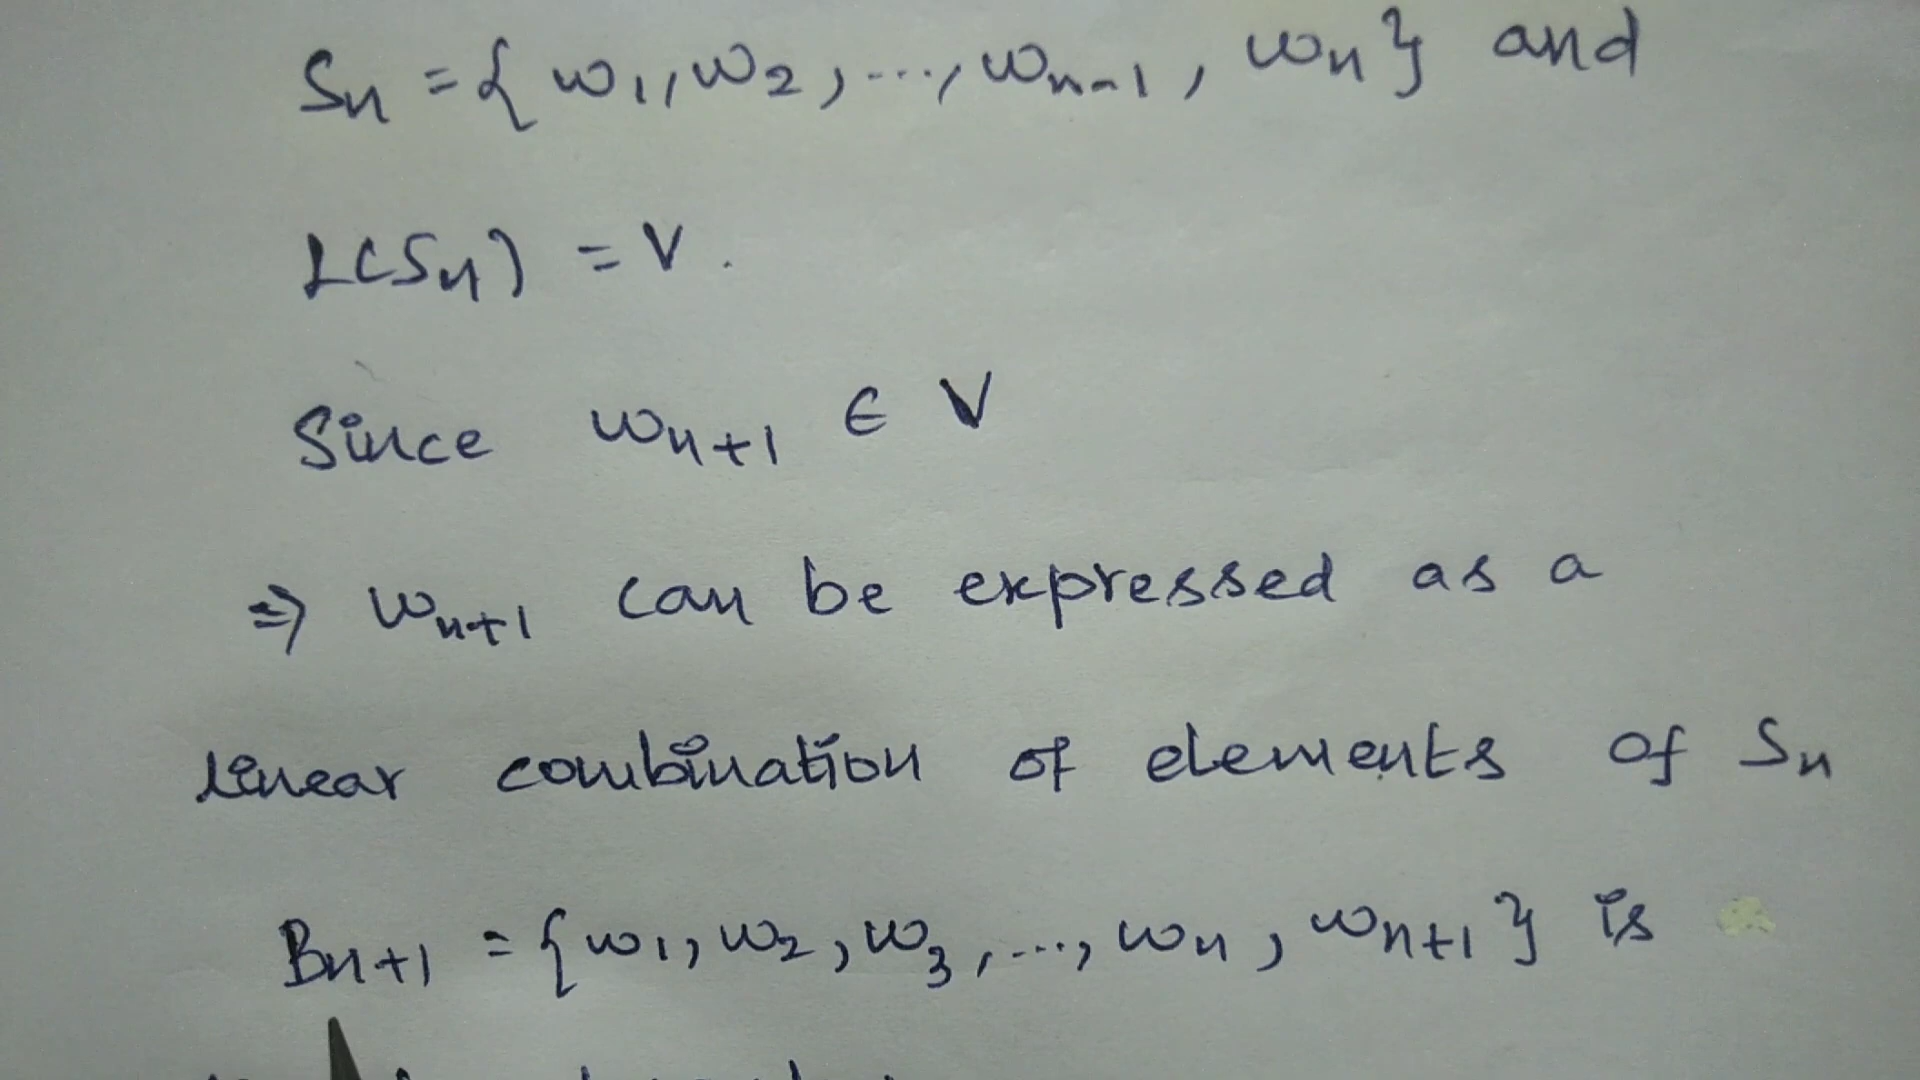 Sn = { w1, w2, ..., wn-1, wn } and
L(Sn) = V.
Since wn+1 ∈ V
⇒ wn+1 can be expressed as a
linear combination of elements of Sn
Bn+1 = { w1, w2, w3, ..., wn, wn+1 } is